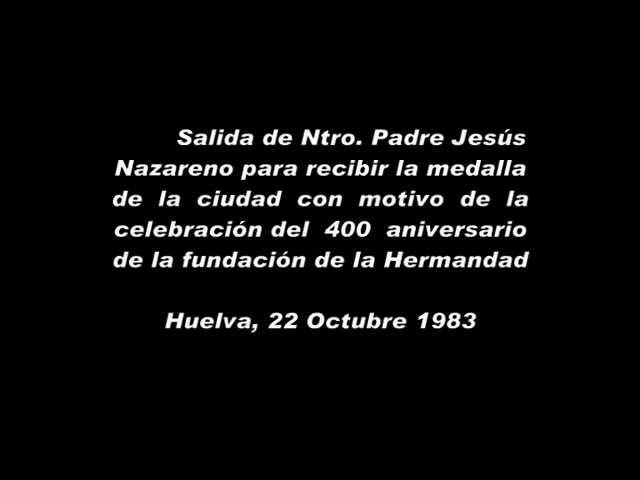 Salida de Ntro. Padre Jesús
Nazareno para recibir la medalla
de la ciudad con motivo de la
celebración del 400 aniversario
de la fundación de la Hermandad
Huelva, 22 Octubre 1983